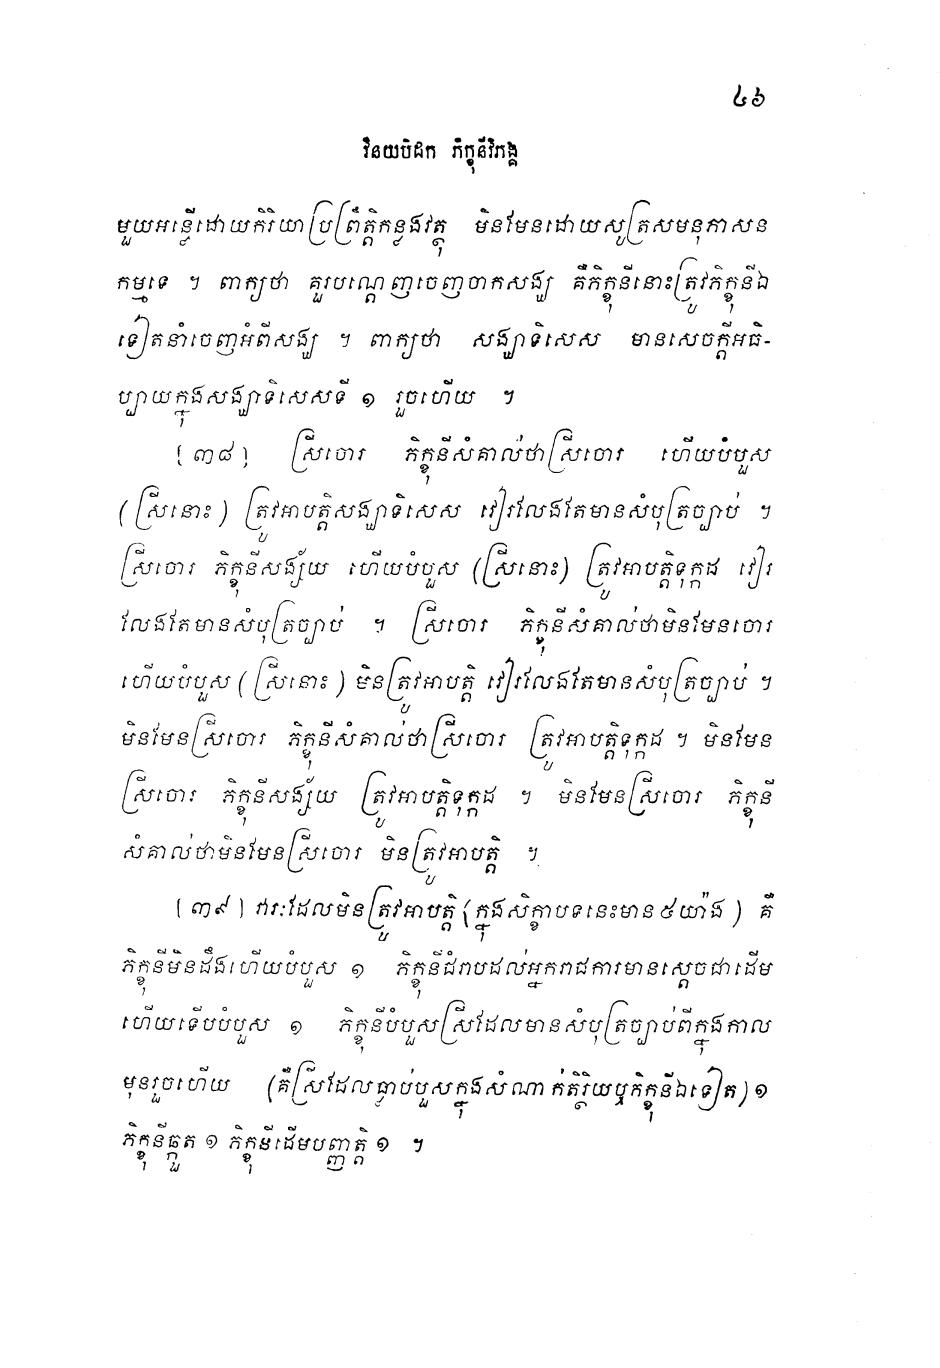 ៤៦
វិនយបិដក ភិក្ខុនីវិភង្គ
មួយអន្លើដោយកិរិយាប្រព្រឹត្តិកន្លងវត្ថុ មិនមែនដោយសូត្រសមនុភាសន
កម្មទេ ។ ពាក្យថា គួរបណ្តេញចេញចាកសង្ឃ គឺភិក្ខុនីនោះត្រូវភិក្ខុនីឯ
ទៀតនាំចេញអំពីសង្ឃ ។ ពាក្យថា សង្ឃាទិសេស មានសេចក្តីអធិ-
ប្បាយក្នុងសង្ឃាទិសេសទី ១ រួចហើយ ។
[៣៨] ស្រីចោរ ភិក្ខុនីសំគាល់ថាស្រីចោរ ហើយបំបួស
(ស្រីនោះ) ត្រូវអាបត្តិសង្ឃាទិសេស វៀរលែងតែមានសំបុត្រច្បាប់ ។
ស្រីចោរ ភិក្ខុនីសង្ស័យ ហើយបំបួស (ស្រីនោះ) ត្រូវអាបត្តិទុក្កដ វៀរ
លែងតែមានសំបុត្រច្បាប់ ។ ស្រីចោរ ភិក្ខុនីសំគាល់ថាមិនមែនចោរ
ហើយបំបួស (ស្រីនោះ) មិនត្រូវអាបត្តិ វៀរលែងតែមានសំបុត្រច្បាប់ ។
មិនមែនស្រីចោរ ភិក្ខុនីសំគាល់ថាស្រីចោរ ត្រូវអាបត្តិទុក្កដ ។ មិនមែន
ស្រីចោរ ភិក្ខុនីសង្ស័យ ត្រូវអាបត្តិទុក្កដ ។ មិនមែនស្រីចោរ ភិក្ខុនី
សំគាល់ថាមិនមែនស្រីចោរ មិនត្រូវអាបត្តិ ។
[៣៩] ឥរះដែលមិនត្រូវអាបត្តិ (ក្នុងសិក្ខាបទនេះមាន៥យ៉ាង) គឺ
ភិក្ខុនីមិនដឹងហើយបំបួស ១ ភិក្ខុនីជំរាបដល់អ្នករាជការមានស្តេចជាដើម
ហើយទើបបំបួស ១ ភិក្ខុនីបំបួសស្រីដែលមានសំបុត្រច្បាប់ពីក្នុងកាល
មុនរួចហើយ (គឺស្រីដែលធ្លាប់បួសក្នុងសំណាក់តិរ្ថិយឬភិក្ខុនីឯទៀត) ១
ភិក្ខុនីឆ្កួត ១ ភិក្ខុនីដើមបញ្ញត្តិ ១ ។